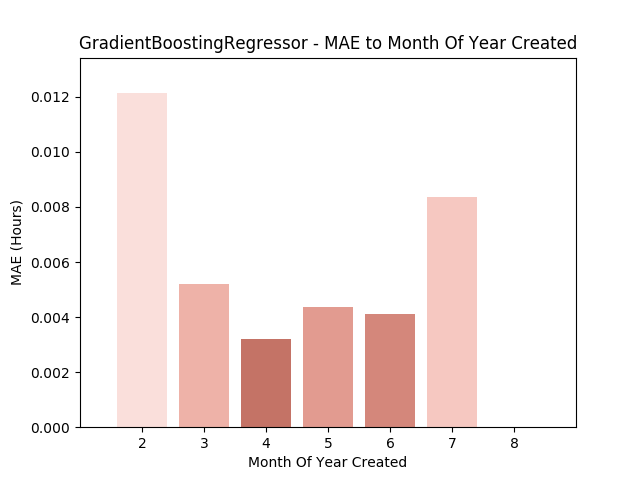 GradientBoostingRegressor - MAE to Month Of Year Created
0.012
0.010
0.008
0.006
0.004
0.002
0.000
MAE (Hours)
2 3 4 5 6 7 8
Month Of Year Created